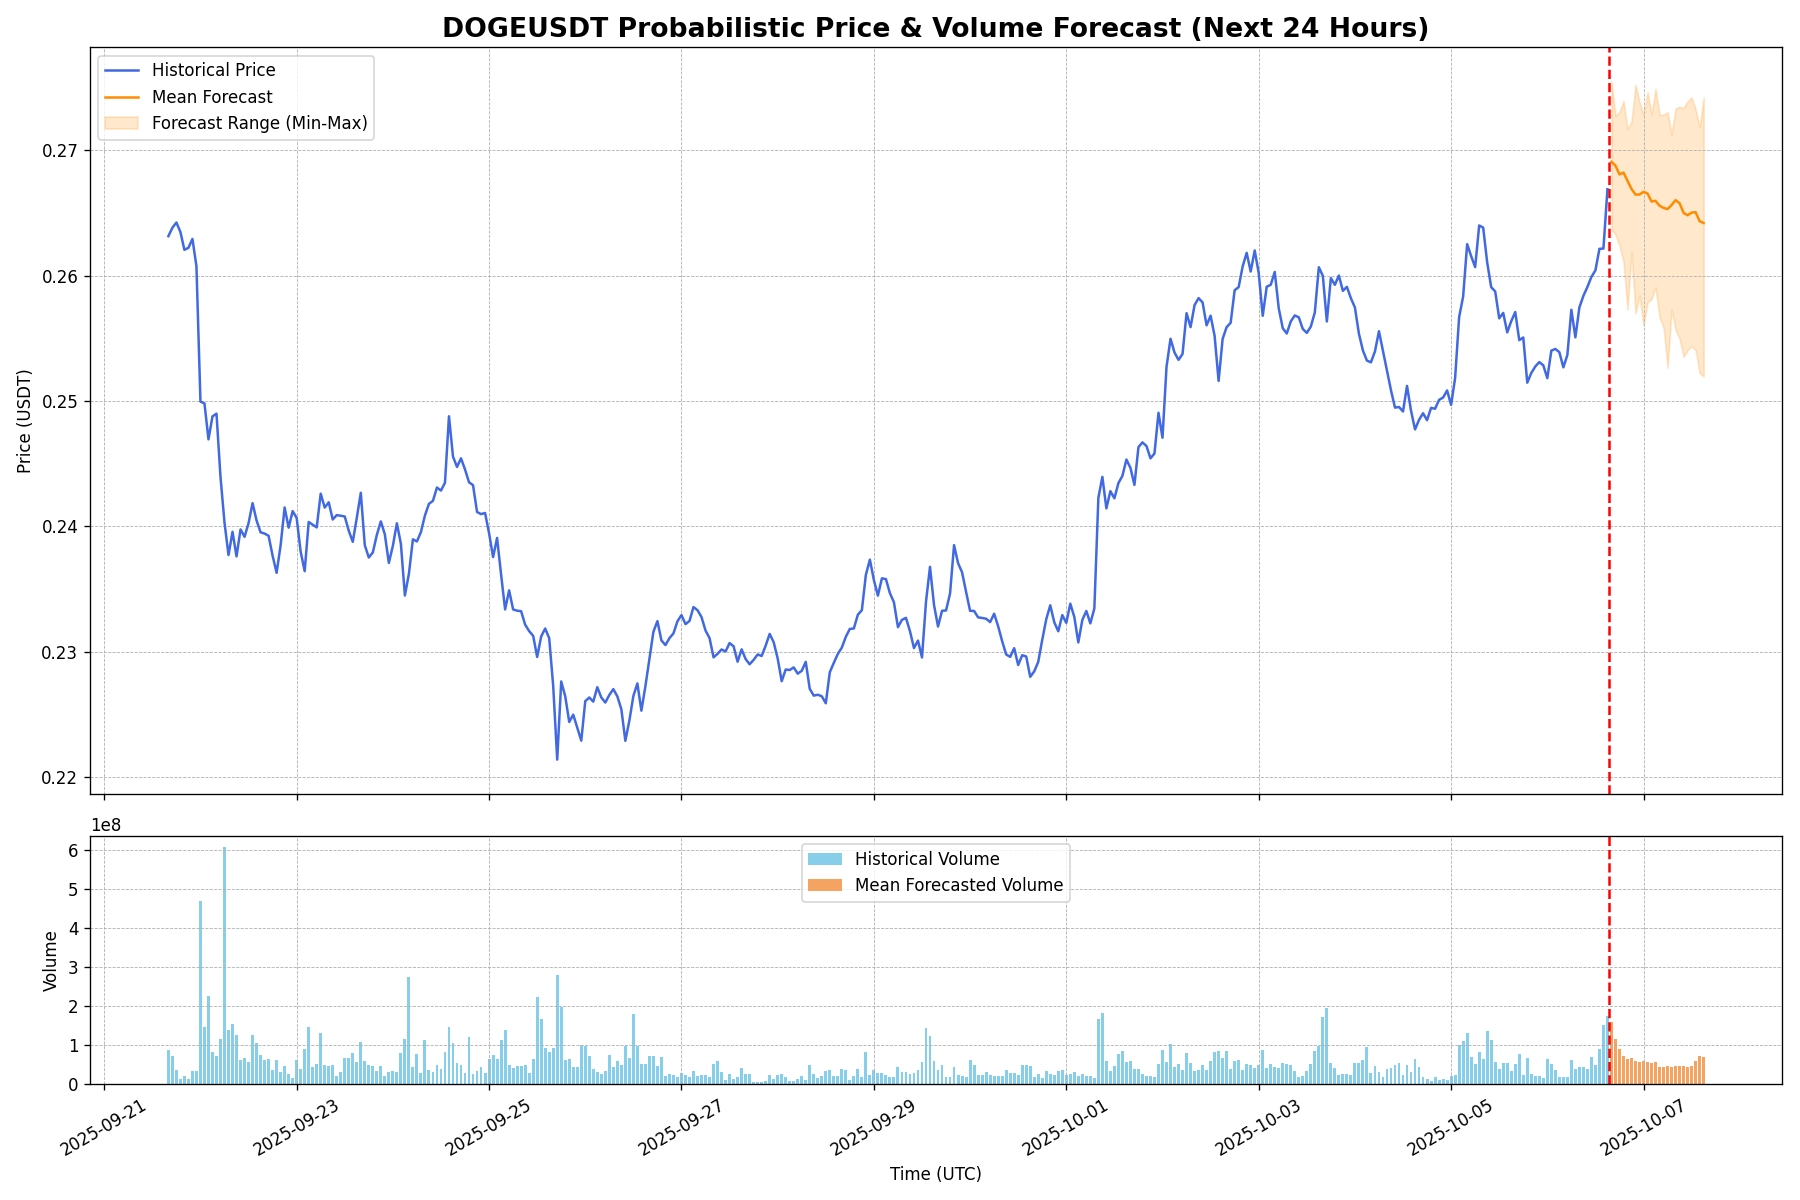 DOGEUSDT Probabilistic Price & Volume Forecast (Next 24 Hours)
Historical Price
Mean Forecast
Forecast Range (Min-Max)
0.27
0.26
0.25
0.24
0.23
0.22
Price (USDT)
1e8
Historical Volume
Mean Forecasted Volume
6
5
4
3
2
1
0
Volume
2025-09-21
2025-09-23
2025-09-25
2025-09-27
2025-09-29
2025-10-01
2025-10-03
2025-10-05
2025-10-07
Time (UTC)